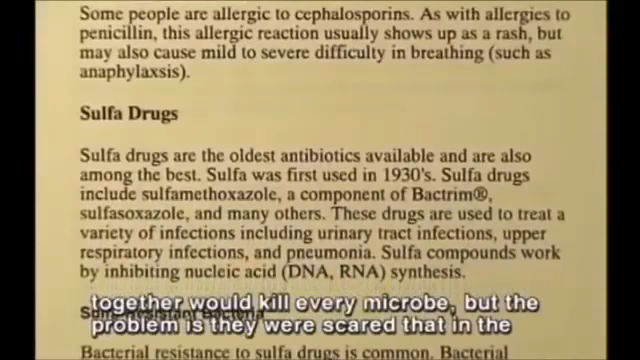 Some people are allergic to cephalosporins. As with allergies to
penicillin, this allergic reaction usually shows up as a rash, but
may also cause mild to severe difficulty in breathing (such as
anaphylaxsis).
Sulfa Drugs
Sulfa drugs are the oldest antibiotics available and are also
among the best. Sulfa was first used in 1930's. Sulfa drugs
include sulfamethoxazole, a component of Bactrim®,
sulfasoxazole, and many others. These drugs are used to treat a
variety of infections including urinary tract infections, upper
respiratory infections, and pneumonia. Sulfa compounds work
by inhibiting nucleic acid (DNA, RNA) synthesis.
together would kill every microbe, but the
Bacteria
problem is they were scared that in the
Bacterial resistance to sulfa drugs is common. Bacterial